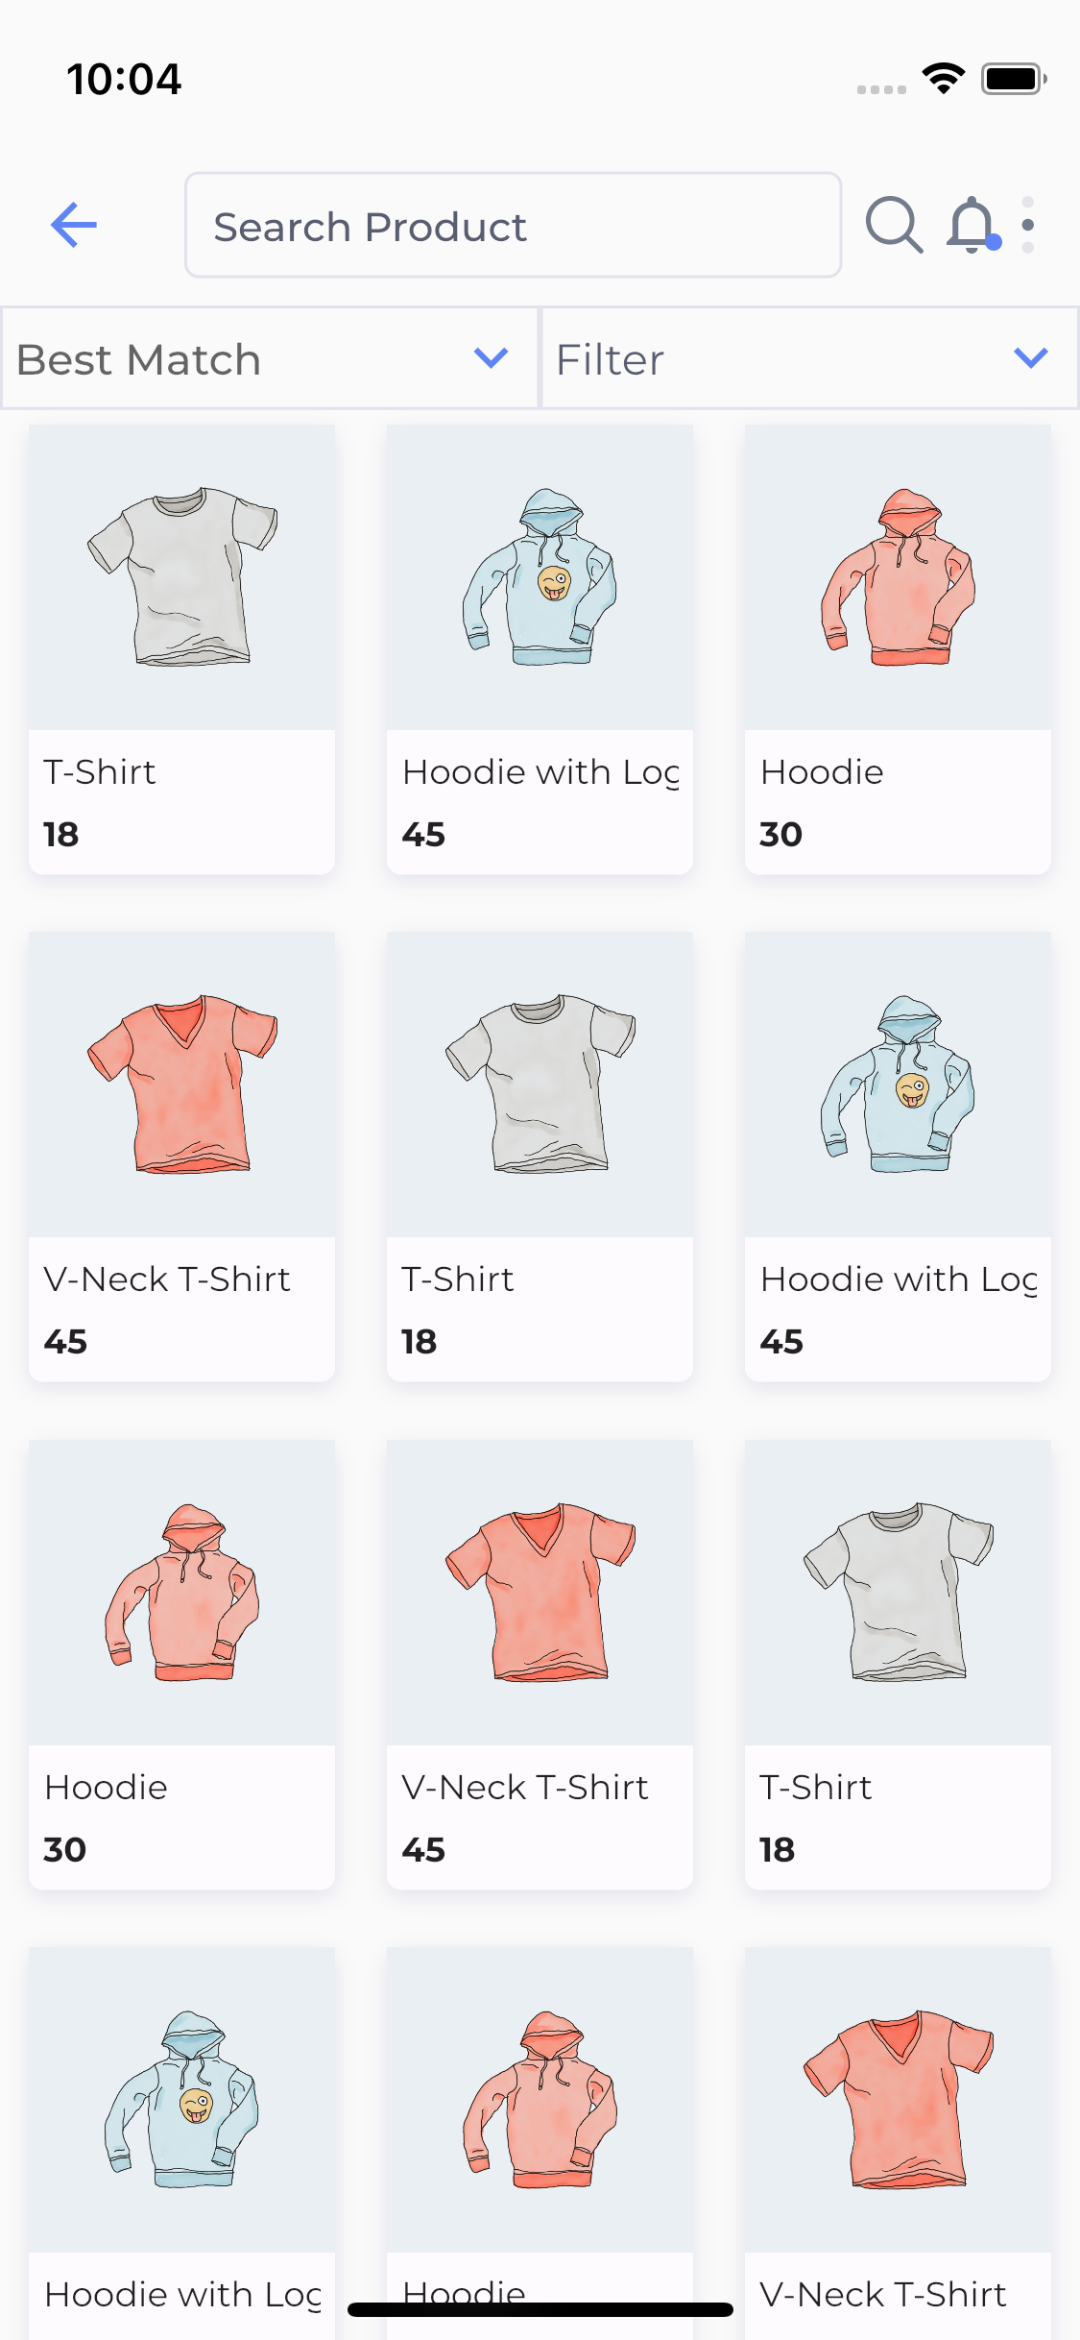 10:04
Search Product
Best Match
Filter
T-Shirt
18
Hoodie with Log
45
Hoodie
30
V-Neck T-Shirt
45
T-Shirt
18
Hoodie with Log
45
Hoodie
30
V-Neck T-Shirt
45
T-Shirt
18
Hoodie with Log
Hoodie
V-Neck T-Shirt